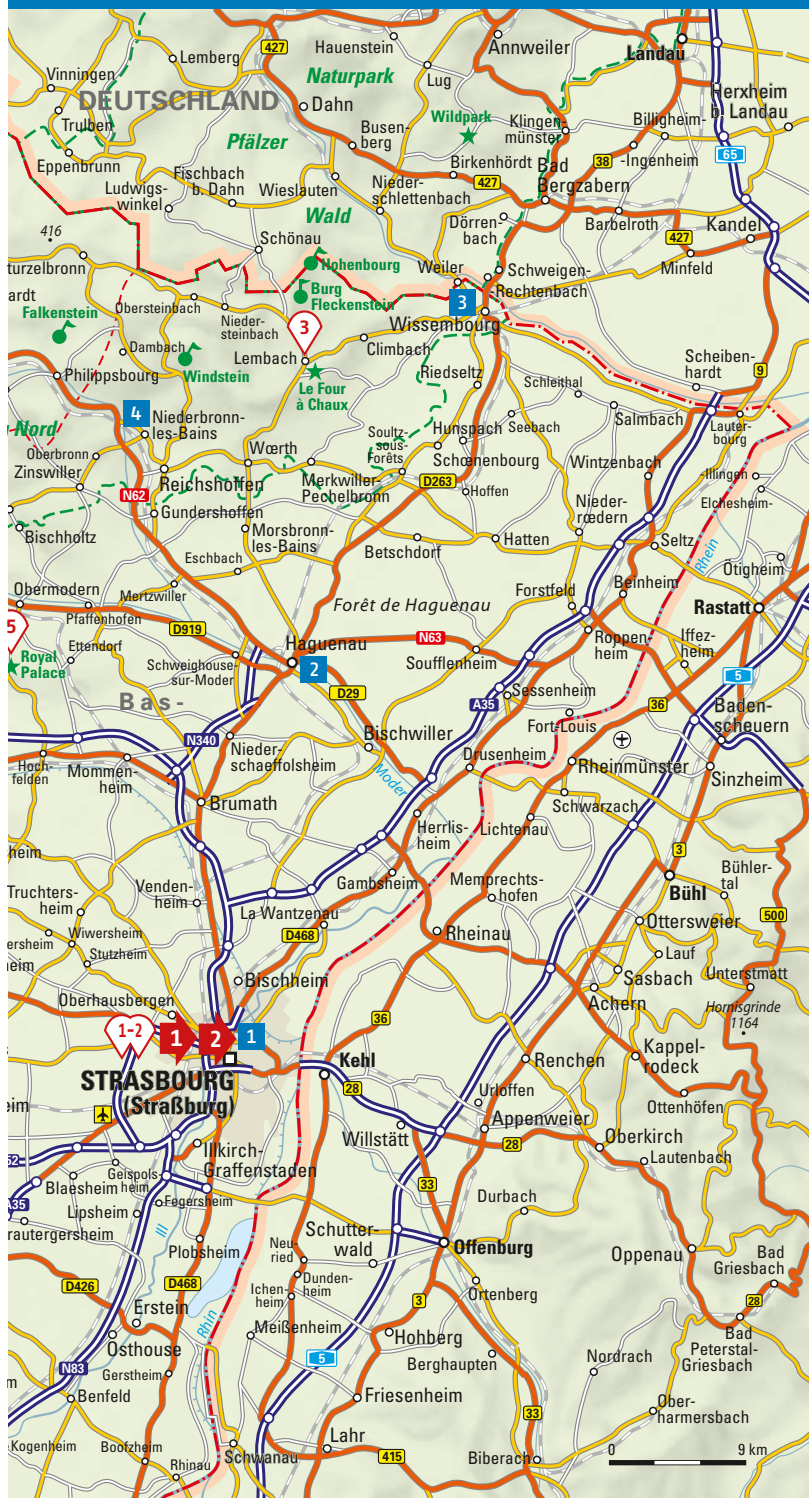 427
Hauenstein
Annweiler
Lemberg
Landau
Naturpark
Lug
Vinningen
DEUTSCHLAND
Dahn
Wildpark
Herxheim
b. Landau
Trulben
Pfälzer
Busen-
berg
Klingen-
münster
Billigheim-
-Ingenheim
Eppenbrunn
Fischbach
b. Dahn
Birkenhördt
Bad
Bergzabern
38
65
Ludwigs-
winkel
Wieslauten
Nieder-
schlettenbach
427
Wald
Dörren-
bach
Barbelroth
Kandel
427
416
Schönau
Minfeld
turzelbronn
Hohenbourg
Weiler
Schweigen-
Rechtenbach
ardt
Obersteinbach
Burg
Fleckenstein
3
Falkenstein
Nieder-
steinbach
3
Wissembourg
Dambach
Lembach
Climbach
Scheiben-
hardt
9
Philippsbourg
Windstein
Le Four
à Chaux
Riedseltz
Schleithal
4
Niederbronn-
les-Bains
Salmbach
Lauter-
bourg
Nord
Oberbronn
Wœrth
Soultz-
sous-
Forêts
Hunspach
Seebach
Zinswiller
Reichshoffen
Merkwiller-
Pechelbronn
Schœnenbourg
Wintzenbach
-Illingen
N62
D263
Hoffen
Elchesheim-
Gundershoffen
Nieder-
rœdern
Bischholtz
Morsbronn-
les-Bains
Betschdorf
Hatten
Seltz
Rhein
Eschbach
Ötigheim
Obermodern
Mertzwiller
Forêt de Haguenau
Forstfeld
Beinheim
Rastatt
5
Pfaffenhofen
D919
N63
Roppen-
heim
Iffez-
heim
Royal
Palace
Ettendorf
Haguenau
Schweighouse-
sur-Moder
2
Soufflenheim
5
Bas-
D29
Sessenheim
36
A35
Baden-
scheuern
N340
Bischwiller
Fort-Louis
Hoch-
felden
Mommen-
heim
Nieder-
schaeffolsheim
Moder
Drusenheim
Rheinmünster
Sinzheim
Brumath
Schwarzach
Herrlis-
heim
Lichtenau
heim
3
Truchters-
heim
Venden-
heim
Gambsheim
Memprechts-
hofen
Bühl
Bühler-
tal
La Wantzenau
500
ersheim
Wiwersheim
D468
Rheinau
Ottersweier
eim
Stutzheim
Lauf
Bischheim
Sasbach
Unterstmatt
Oberhausbergen
Achern
Hornisgrinde
1164
36
1-2
1
2
1
STRASBOURG
(Straßburg)
Kehl
Renchen
Kappel-
rodeck
28
Urloffen
Ottenhöfen
eim
Willstätt
Appenweier
Illkirch-
Graffenstaden
28
Oberkirch
52
Geispols
heim
Lautenbach
Blaesheim
33
A35
Fegersheim
Durbach
Lipsheim
rautergersheim
Ill
Neu-
ried
Schutter-
wald
Offenburg
Plobsheim
Oppenau
Bad
Griesbach
Dunden-
heim
D426
D468
Ichen-
heim
3
Ortenberg
28
Erstein
Rhin
Meißenheim
Hohberg
Bad
Peterstal-
Griesbach
Osthouse
5
Berghaupten
Nordrach
N83
Gerstheim
m
Benfeld
Friesenheim
Ober-
harmersbach
33
Kogenheim
Boofzheim
Lahr
0 9 km
Schwanau
415
Biberach
Rhinau